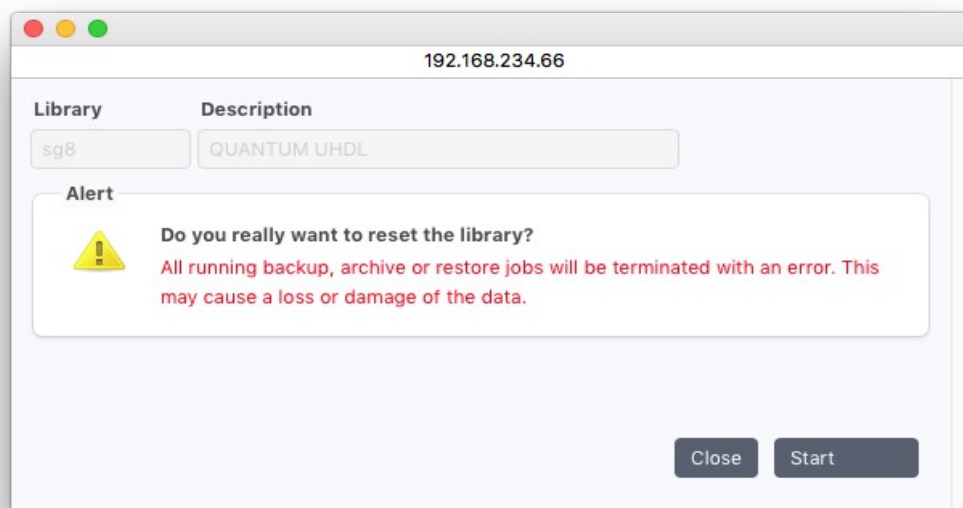 192.168.234.66
Library Description
sg8 QUANTUM UHDL
Alert
Do you really want to reset the library?
All running backup, archive or restore jobs will be terminated with an error. This
may cause a loss or damage of the data.
Close Start